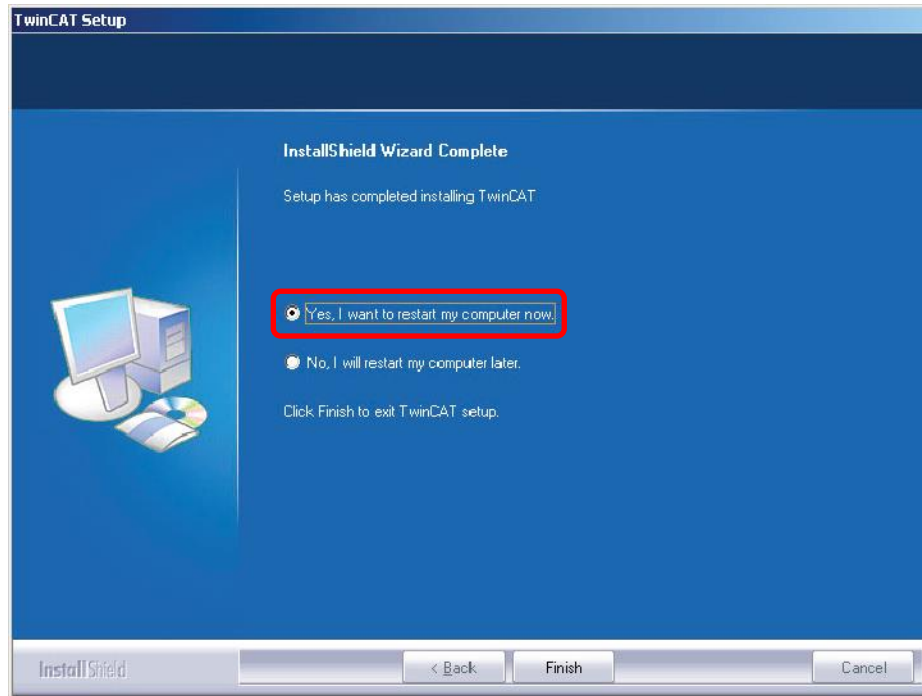 TwinCAT Setup
InstallShield Wizard Complete
Setup has completed installing TwinCAT
Yes, I want to restart my computer now.
No, I will restart my computer later.
Click Finish to exit TwinCAT setup.
InstallShield
< Back
Finish
Cancel